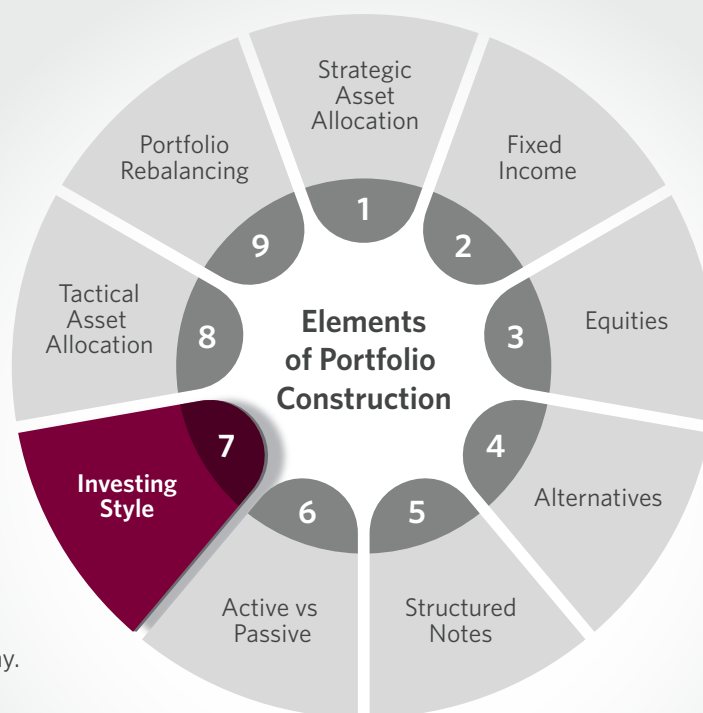 Elements
of Portfolio
Construction
1
Strategic
Asset
Allocation
2
Fixed
Income
3
Equities
4
Alternatives
5
Structured
Notes
6
Active vs
Passive
7
Investing
Style
8
Tactical
Asset
Allocation
9
Portfolio
Rebalancing